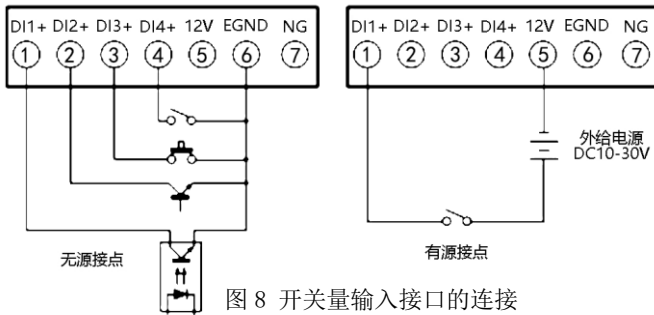 DI1+ DI2+ DI3+ DI4+ 12V EGND NG
1 2 3 4 5 6 7
无源接点
DI1+ DI2+ DI3+ DI4+ 12V EGND NG
1 2 3 4 5 6 7
外给电源
DC10-30V
有源接点
图 8 开关量输入接口的连接